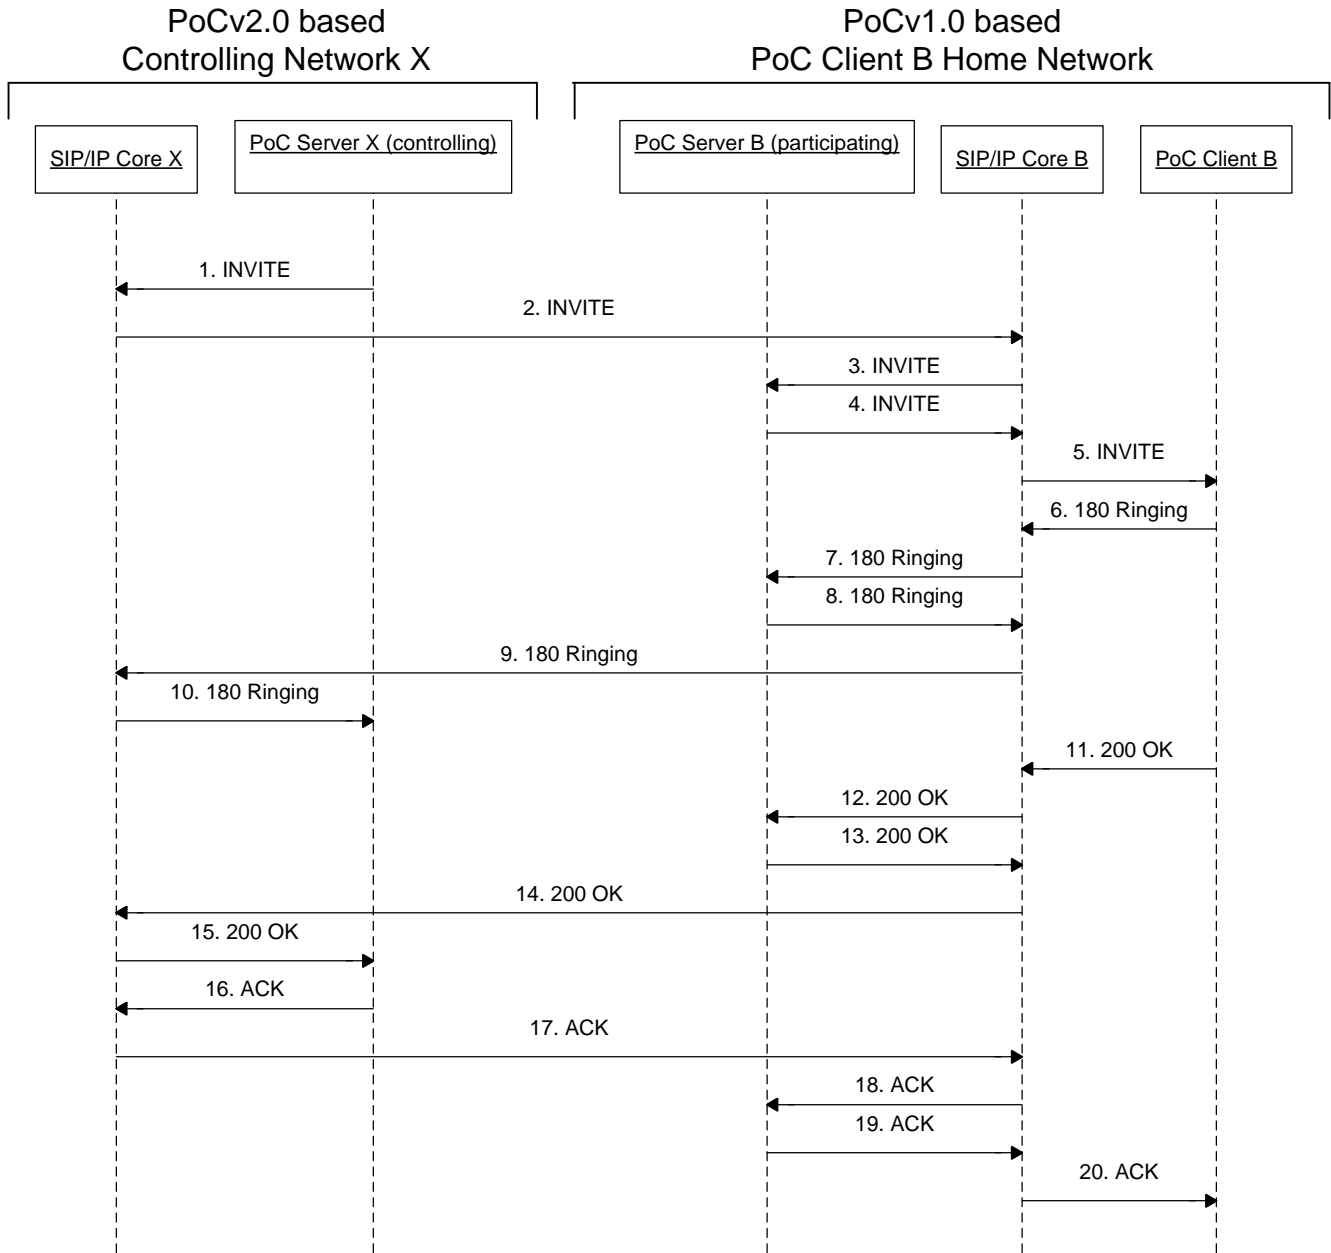 PoCv2.0 based
Controlling Network X
PoCv1.0 based
PoC Client B Home Network
SIP/IP Core X
PoC Server X (controlling)
PoC Server B (participating)
SIP/IP Core B
PoC Client B
1. INVITE
2. INVITE
3. INVITE
4. INVITE
5. INVITE
6. 180 Ringing
7. 180 Ringing
8. 180 Ringing
9. 180 Ringing
10. 180 Ringing
11. 200 OK
12. 200 OK
13. 200 OK
14. 200 OK
15. 200 OK
16. ACK
17. ACK
18. ACK
19. ACK
20. ACK